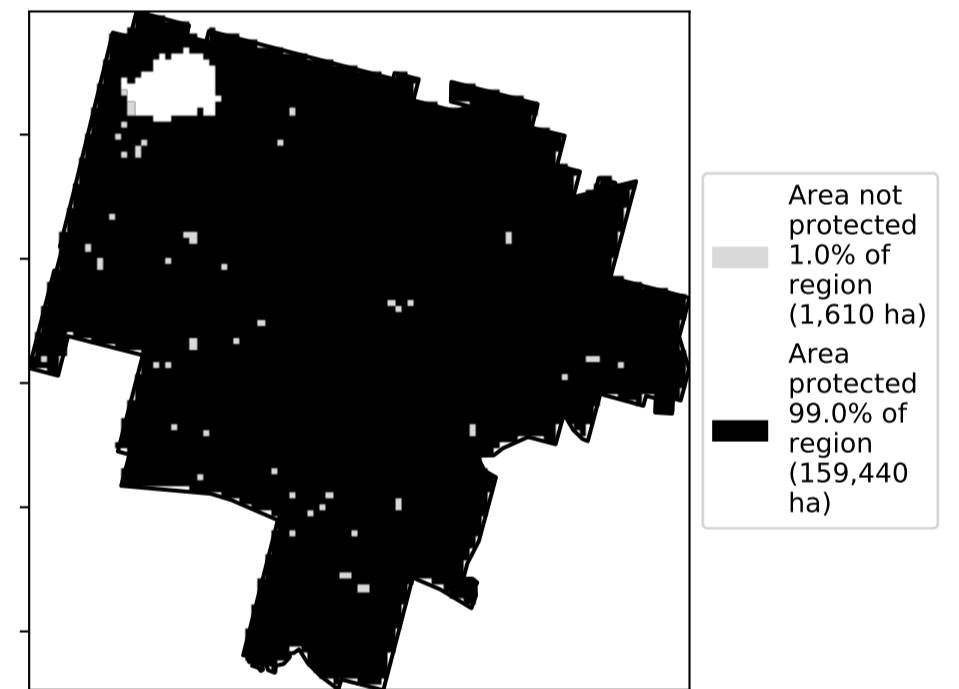 Area not
protected
1.0% of
region
(1,610 ha)
Area
protected
99.0% of
region
(159,440
ha)